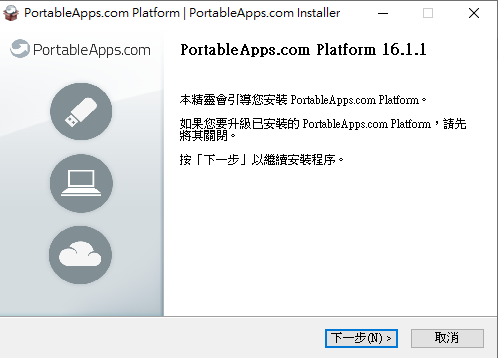 PortableApps.com Platform | PortableApps.com Installer
PortableApps.com
PortableApps.com Platform 16.1.1
本精靈會引導您安裝 PortableApps.com Platform。
如果您要升級已安裝的 PortableApps.com Platform，請先
將其關閉。
按「下一步」以繼續安裝程序。
下一步(N) >
取消